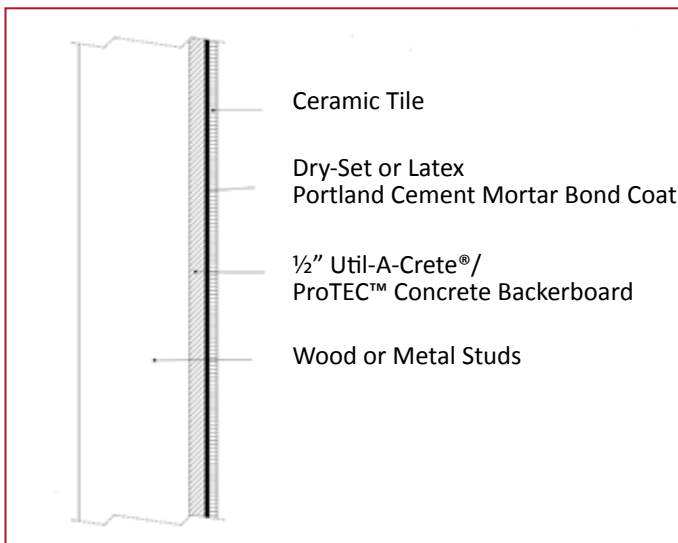 Ceramic Tile
Dry-Set or Latex
Portland Cement Mortar Bond Coat
½” Util-A-Crete®/
ProTEC™ Concrete Backerboard
Wood or Metal Studs